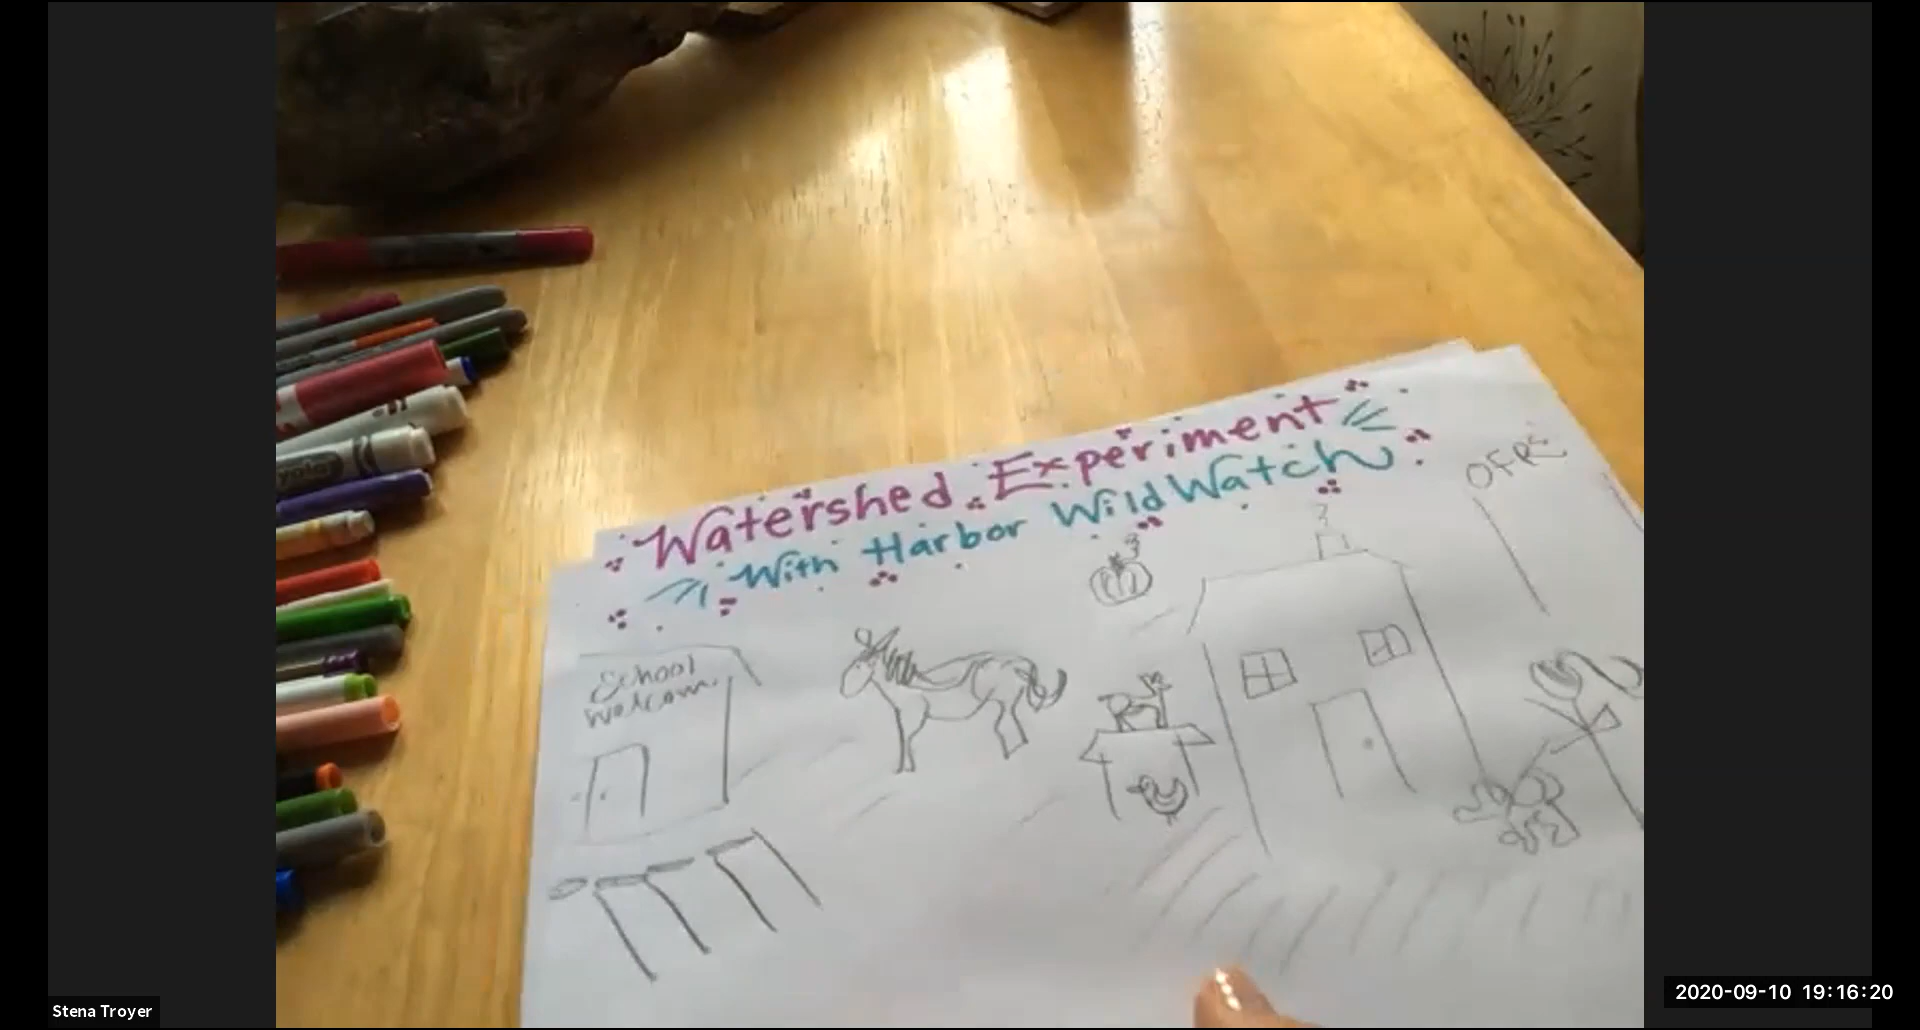 Watershed Experiment
With Harbor WildWatch
School
Welcom
Stena Troyer
2020-09-10 19:16:20